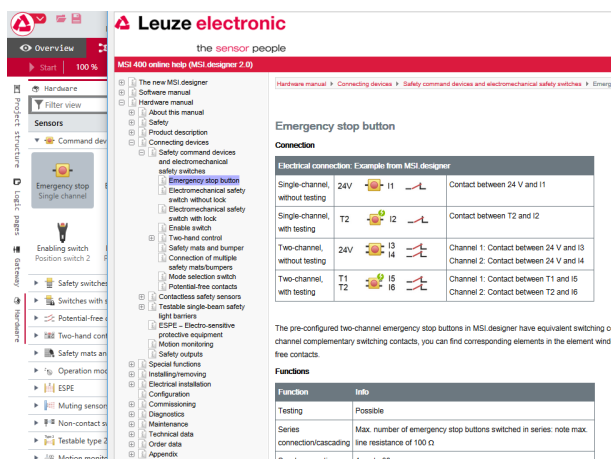 Leuze electronic
the sensor people
Overview
Start
100 %
MSI 400 online help (MSI.designer 2.0)
Project structure
Logic pages
Gateway
Hardware
Hardware
Filter view
Sensors
Command dev
Emergency stop
Single channel
Enabling switch
Position switch 2
Safety switches
Switches with s
Potential-free c
Two-hand cont
Safety mats an
Operation mod
ESPE
Muting sensor
Non-contact sw
Testable type 2
Motion monito
The new MSI.designer
Software manual
Hardware manual
About this manual
Safety
Product description
Connecting devices
Safety command devices
and electromechanical
safety switches
Emergency stop button
Electromechanical safety
switch without lock
Electromechanical safety
switch with lock
Enable switch
Two-hand control
Safety mats and bumper
Connection of multiple
safety mats/bumpers
Mode selection switch
Potential-free contacts
Contactless safety sensors
Testable single-beam safety
light barriers
ESPE – Electro-sensitive
protective equipment
Motion monitoring
Safety outputs
Special functions
Installing/removing
Electrical installation
Configuration
Commissioning
Diagnostics
Maintenance
Technical data
Order data
Appendix
Hardware manual Connecting devices Safety command devices and electromechanical safety switches Emerg
Emergency stop button
Connection
Electrical connection: Example from MSI designer
Single-channel, without testing 24V I1 Contact between 24 V and I1
Single-channel, with testing T2 I2 Contact between T2 and I2
Two-channel, without testing 24V I3 I4 Channel 1: Contact between 24 V and I3
Channel 2: Contact between 24 V and I4
Two-channel, with testing T1 T2 I5 I6 Channel 1: Contact between T1 and I5
Channel 2: Contact between T2 and I6
The pre-configured two-channel emergency stop buttons in MSI.designer have equivalent switching co
channel complementary switching contacts, you can find corresponding elements in the element wind
free contacts.
Functions
Function Info
Testing Possible
Series connection/cascading Max. number of emergency stop buttons switched in series: note max. line resistance of 100 Ω